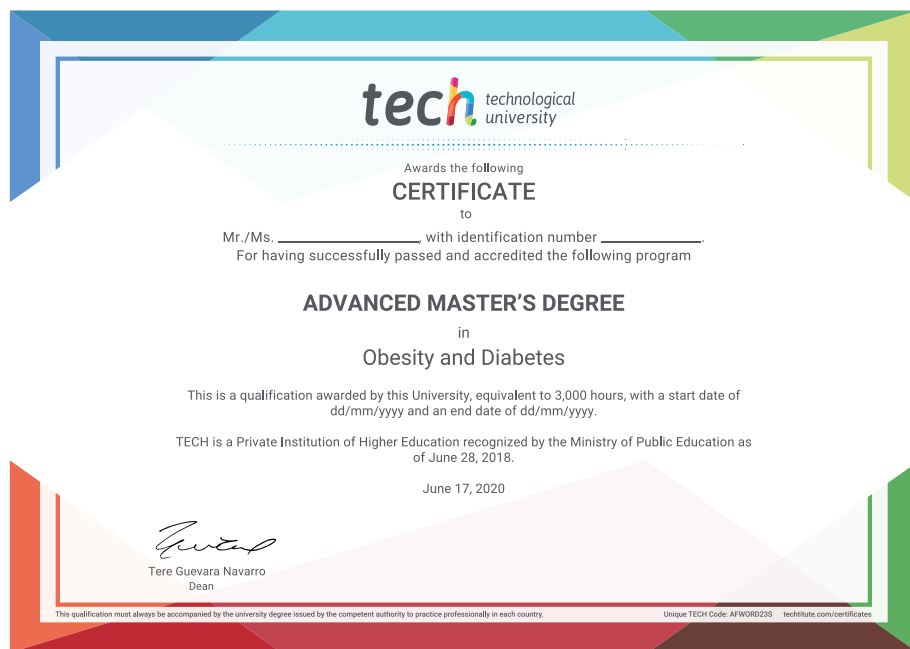 tech technological
university
Awards the following
CERTIFICATE
to
Mr./Ms. ____________, with identification number ____________.
For having successfully passed and accredited the following program
ADVANCED MASTER'S DEGREE
in
Obesity and Diabetes
This is a qualification awarded by this University, equivalent to 3,000 hours, with a start date of
dd/mm/yyyy and an end date of dd/mm/yyyy.
TECH is a Private Institution of Higher Education recognized by the Ministry of Public Education as
of June 28, 2018.
June 17, 2020
Tere Guevara Navarro
Dean
This qualification must always be accompanied by the university degree issued by the competent authority to practice professionally in each country. Unique TECH Code: AFWORD23S techtitute.com/certificates